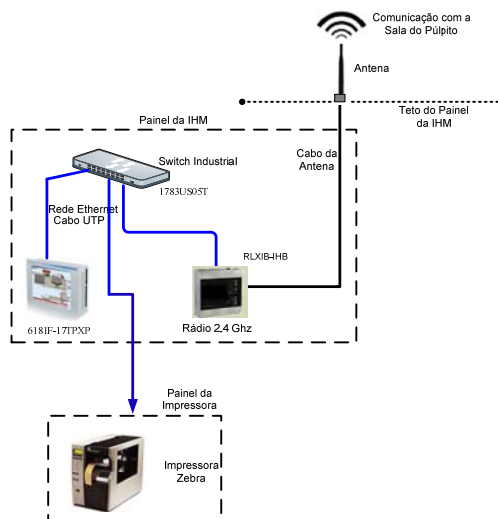 Comunicação com a
Sala do Púlpito
Antena
Teto do Painel
da IHM
Painel da IHM
Switch Industrial
1783US05T
Cabo da
Antena
Rede Ethernet
Cabo UTP
RLXIB-IHB
6181F-17TPXP
Rádio 2,4 Ghz
Painel da
Impressora
Impressora
Zebra